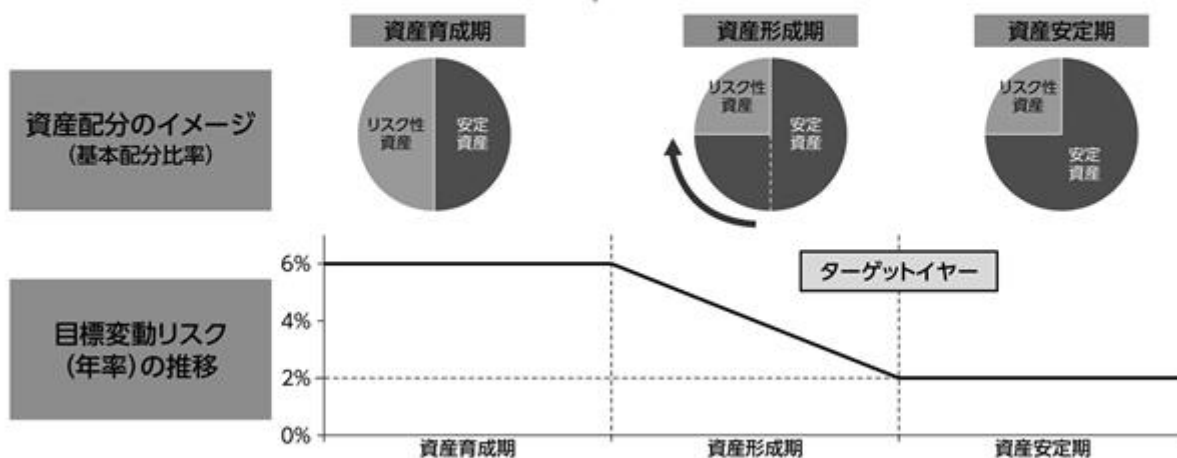 資産育成期
資産形成期
資産安定期
資産配分のイメージ
(基本配分比率)
リスク性
資産
安定
資産
リスク性
資産
安定
資産
リスク性
資産
安定
資産
目標変動リスク
(年率)の推移
6%
4%
2%
0%
ターゲットイヤー
資産育成期
資産形成期
資産安定期